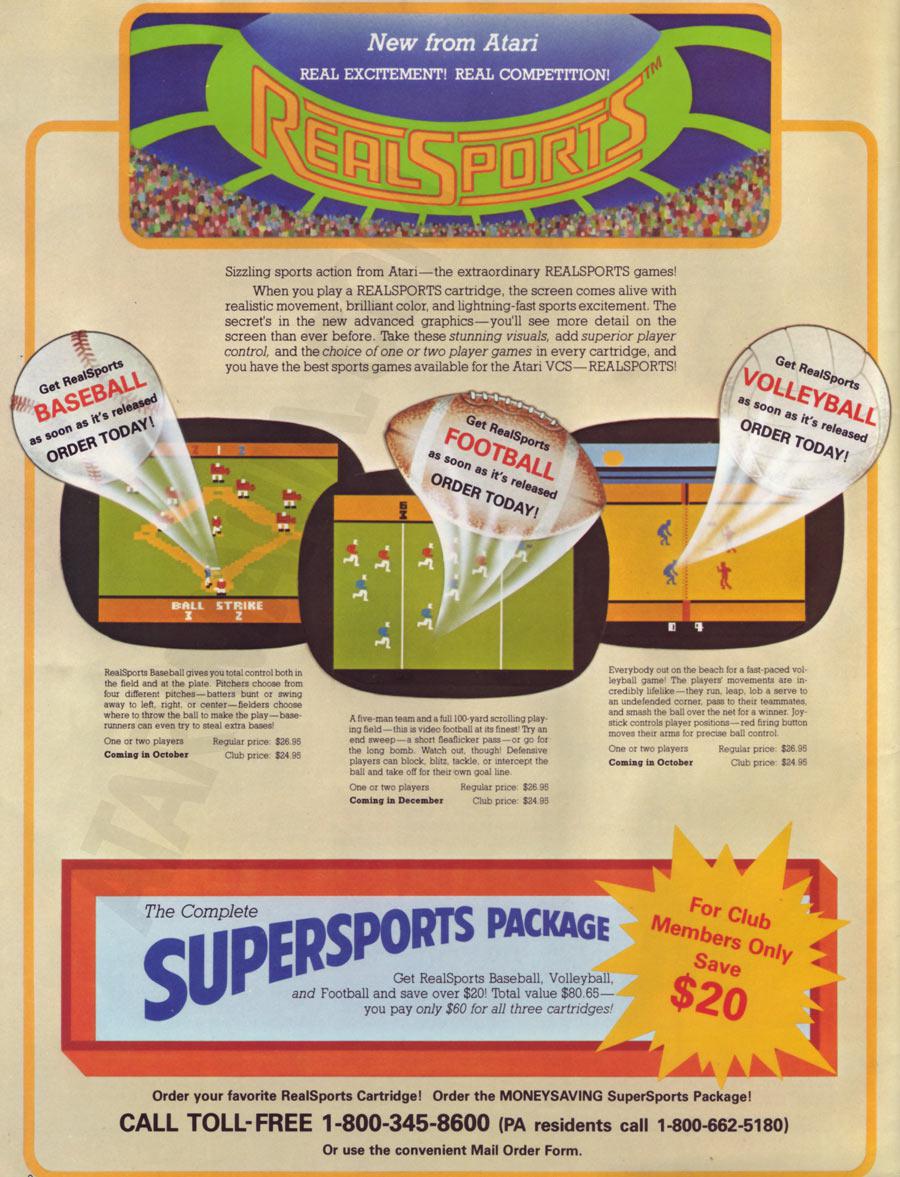 New from Atari
REAL EXCITEMENT! REAL COMPETITION!
REALSPORTS™
Sizzling sports action from Atari—the extraordinary REALSPORTS games!
When you play a REALSPORTS cartridge, the screen comes alive with
realistic movement, brilliant color, and lightning-fast sports excitement. The
secret's in the new advanced graphics—you'll see more detail on the
screen than ever before. Take these stunning visuals, add superior player
control, and the choice of one or two player games in every cartridge, and
you have the best sports games available for the Atari VCS—REALSPORTS!
Get RealSports
BASEBALL
as soon as it's released
ORDER TODAY!
Get RealSports
FOOTBALL
as soon as it's released
ORDER TODAY!
Get RealSports
VOLLEYBALL
as soon as it's released
ORDER TODAY!
2 1 2
BALL STRIKE
3 2
0 4
RealSports Baseball gives you total control both in
the field and at the plate. Pitchers choose from
four different pitches—batters bunt or swing
away to left, right, or center—fielders choose
where to throw the ball to make the play—base-
runners can even try to steal extra bases!
One or two players Regular price: $26.95
Coming in October Club price: $24.95
A five-man team and a full 100-yard scrolling play-
ing field—this is video football at its finest! Try an
end sweep—a short fleaflicker pass—or go for
the long bomb. Watch out, though! Defensive
players can block, blitz, tackle, or intercept the
ball and take off for their own goal line.
One or two players Regular price: $26.95
Coming in December Club price: $24.95
Everybody out on the beach for a fast-paced vol-
leyball game! The players' movements are in-
credibly lifelike—they run, leap, lob a serve to
an undefended corner, pass to their teammates,
and smash the ball over the net for a winner. Joy-
stick controls player positions—red firing button
moves their arms for precise ball control.
One or two players Regular price: $26.95
Coming in October Club price: $24.95
The Complete
SUPERSPORTS PACKAGE
Get RealSports Baseball, Volleyball,
and Football and save over $20! Total value $80.65—
you pay only $60 for all three cartridges!
For Club
Members Only
Save
$20
Order your favorite RealSports Cartridge! Order the MONEYSAVING SuperSports Package!
CALL TOLL-FREE 1-800-345-8600 (PA residents call 1-800-662-5180)
Or use the convenient Mail Order Form.